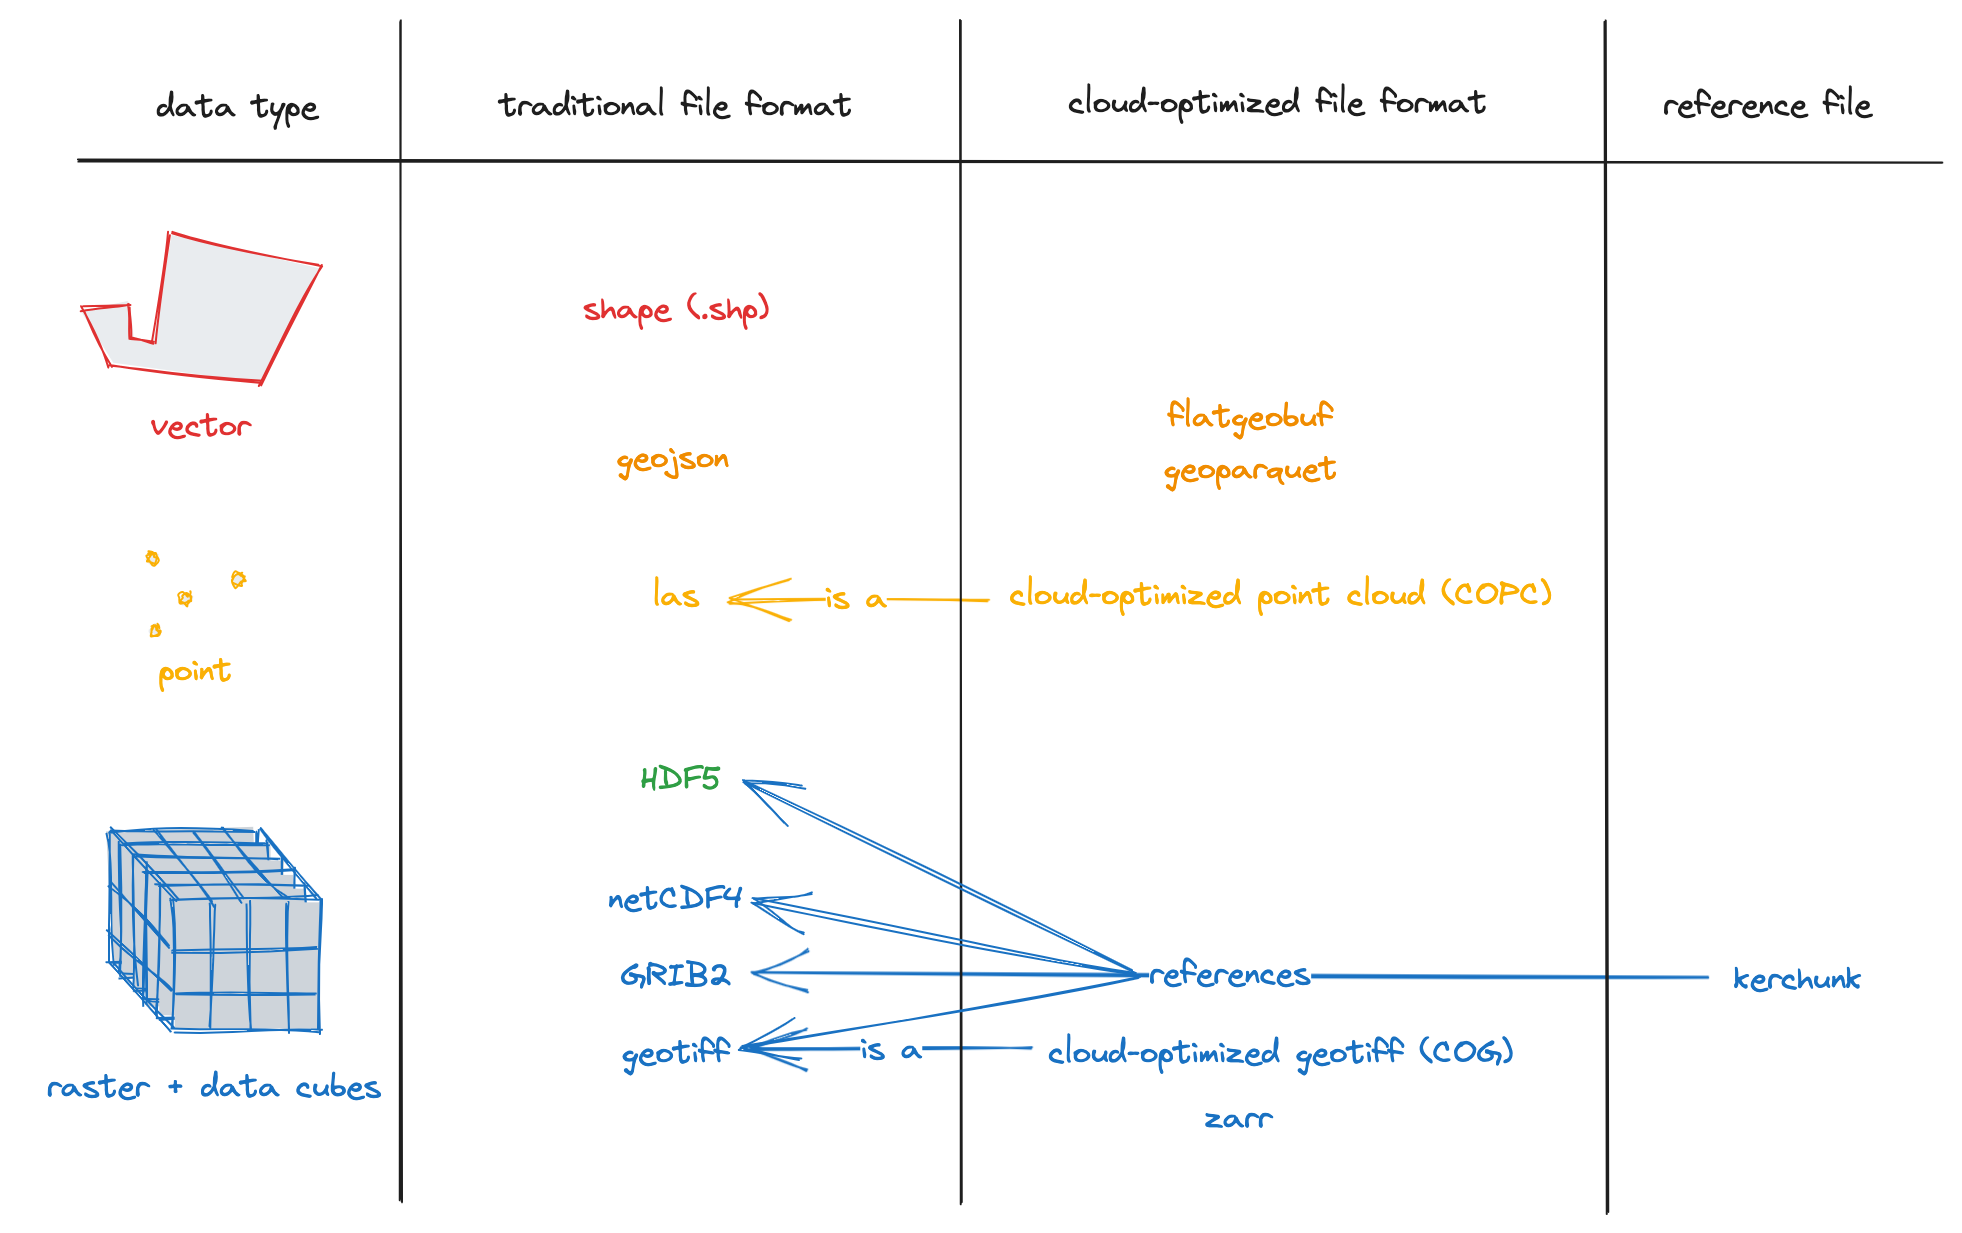 data type
traditional file format
cloud-optimized file format
reference file
shape (.shp)
vector
flatgeobuf
geojson
geoparquet
las
is a
cloud-optimized point cloud (COPC)
point
HDF5
netCDF4
GRIB2
references
kerchunk
geotiff
is a
cloud-optimized geotiff (COG)
raster + data cubes
zarr